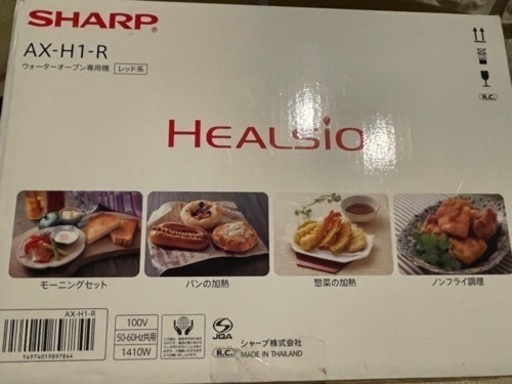 SHARP
AX-H1-R
ウォーターオーブン専用機 レッド系
R.C.
HEALSIO
モーニングセット
パンの加熱
惣菜の加熱
ノンフライ調理
AX-H1-R
14974019897864
100V
50-60Hz共用
1410W
JQA
シャープ株式会社
R.C. MADE IN THAILAND